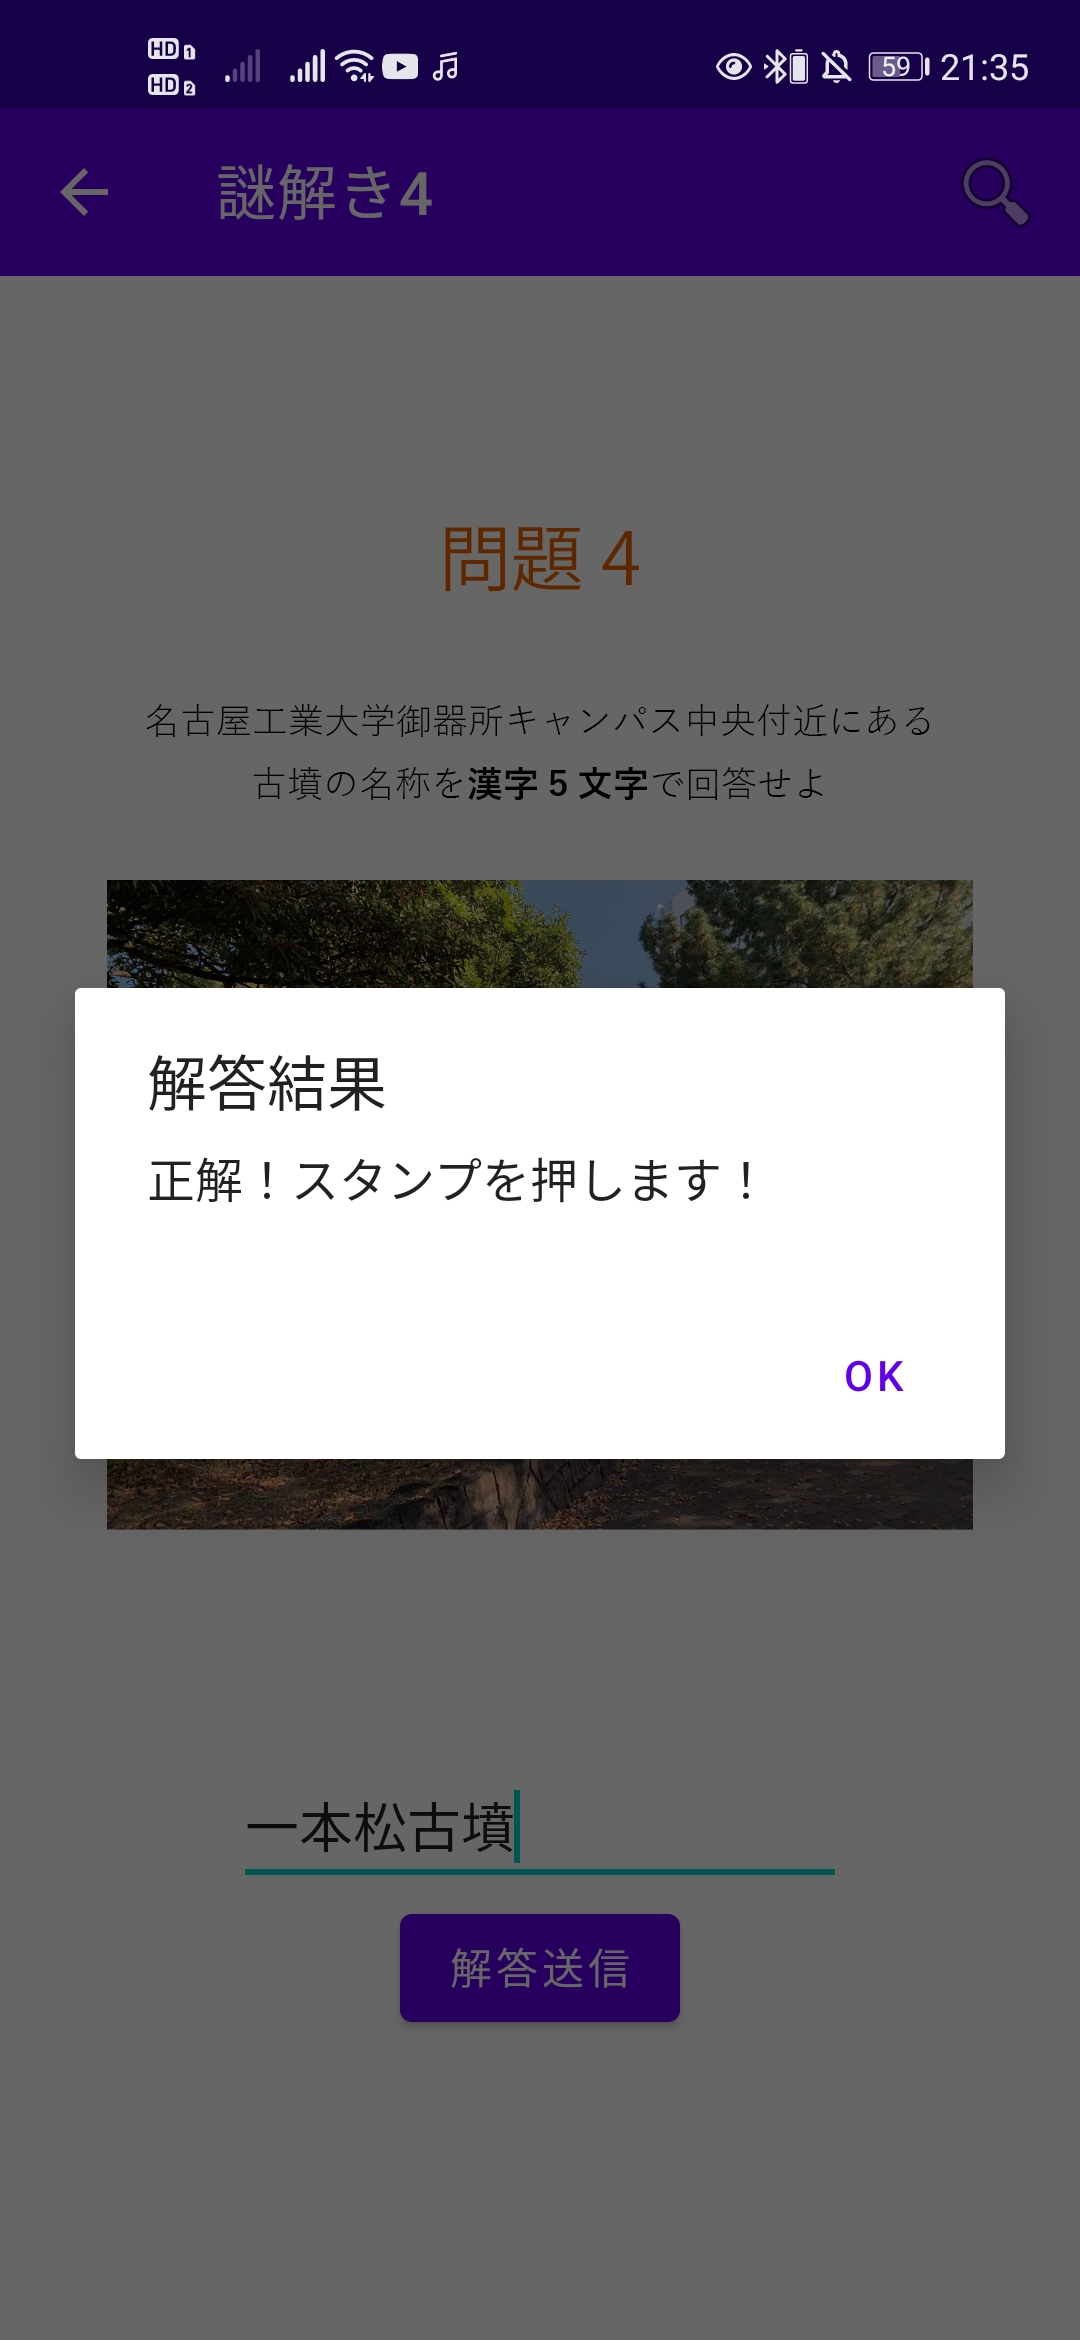 HD 1
HD 2
59
21:35
謎解き4
問題 4
名古屋工業大学御器所キャンパス中央付近にある
古墳の名称を漢字 5 文字で回答せよ
解答結果
正解！スタンプを押します！
OK
一本松古墳
解答送信